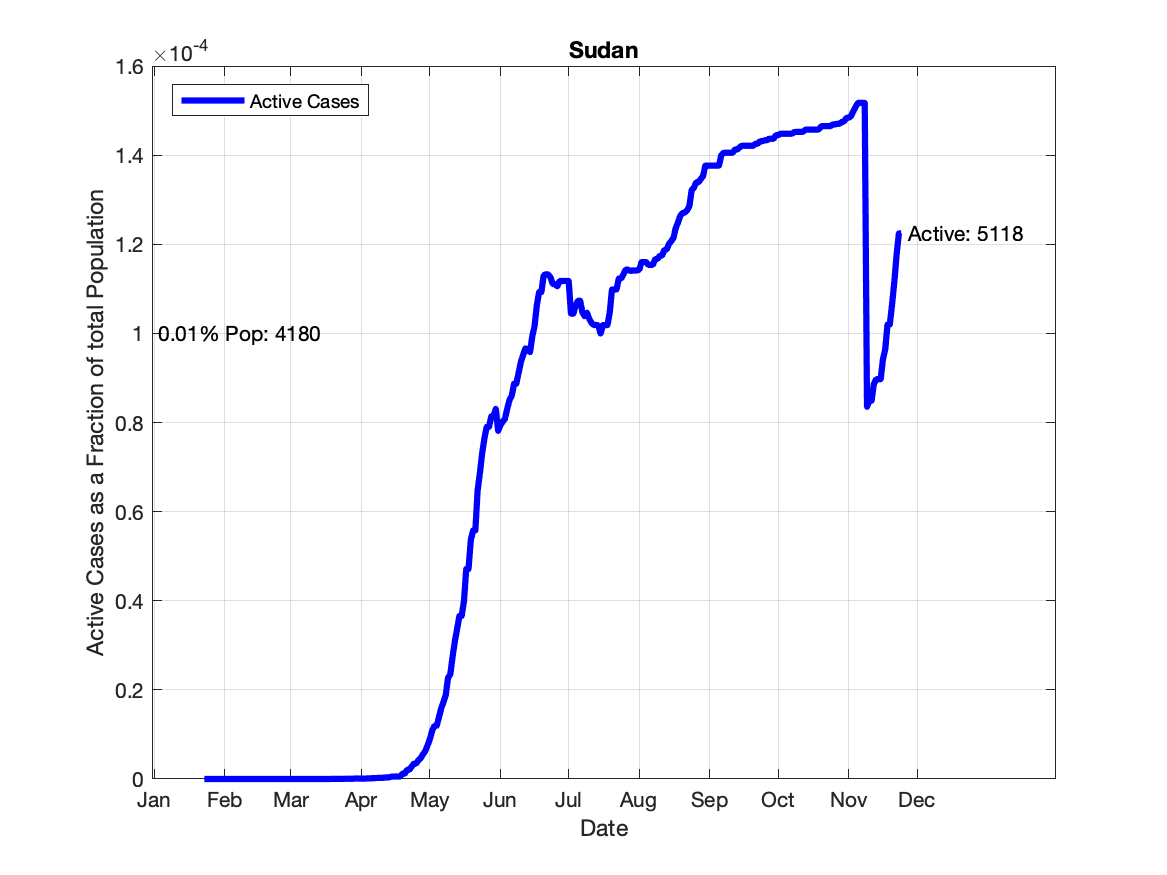 Sudan
×10-4
1.6
1.4
1.2
1
0.8
0.6
0.4
0.2
0
Active Cases as a Fraction of total Population
Active Cases
0.01% Pop: 4180
Active: 5118
Jan Feb Mar Apr May Jun Jul Aug Sep Oct Nov Dec
Date